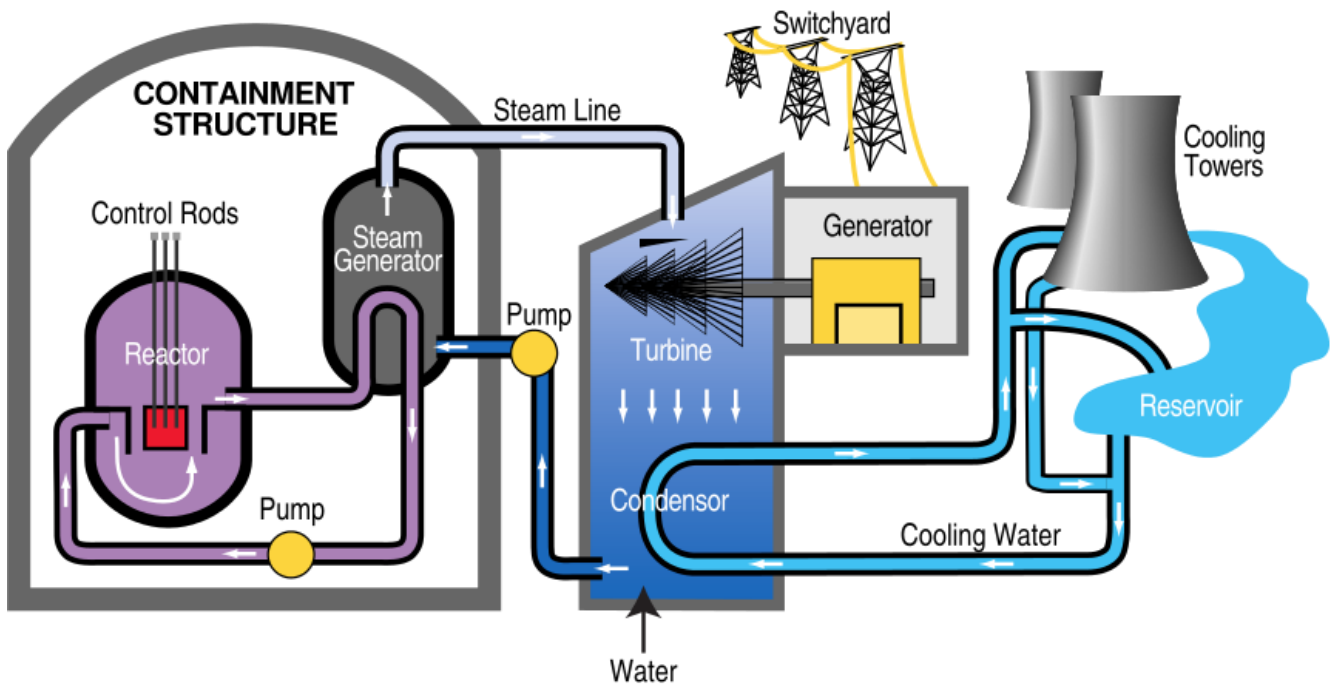 Switchyard
CONTAINMENT
STRUCTURE
Steam Line
Cooling
Towers
Control Rods
Steam
Generator
Generator
Pump
Reactor
Turbine
Reservoir
Condensor
Pump
Cooling Water
Water